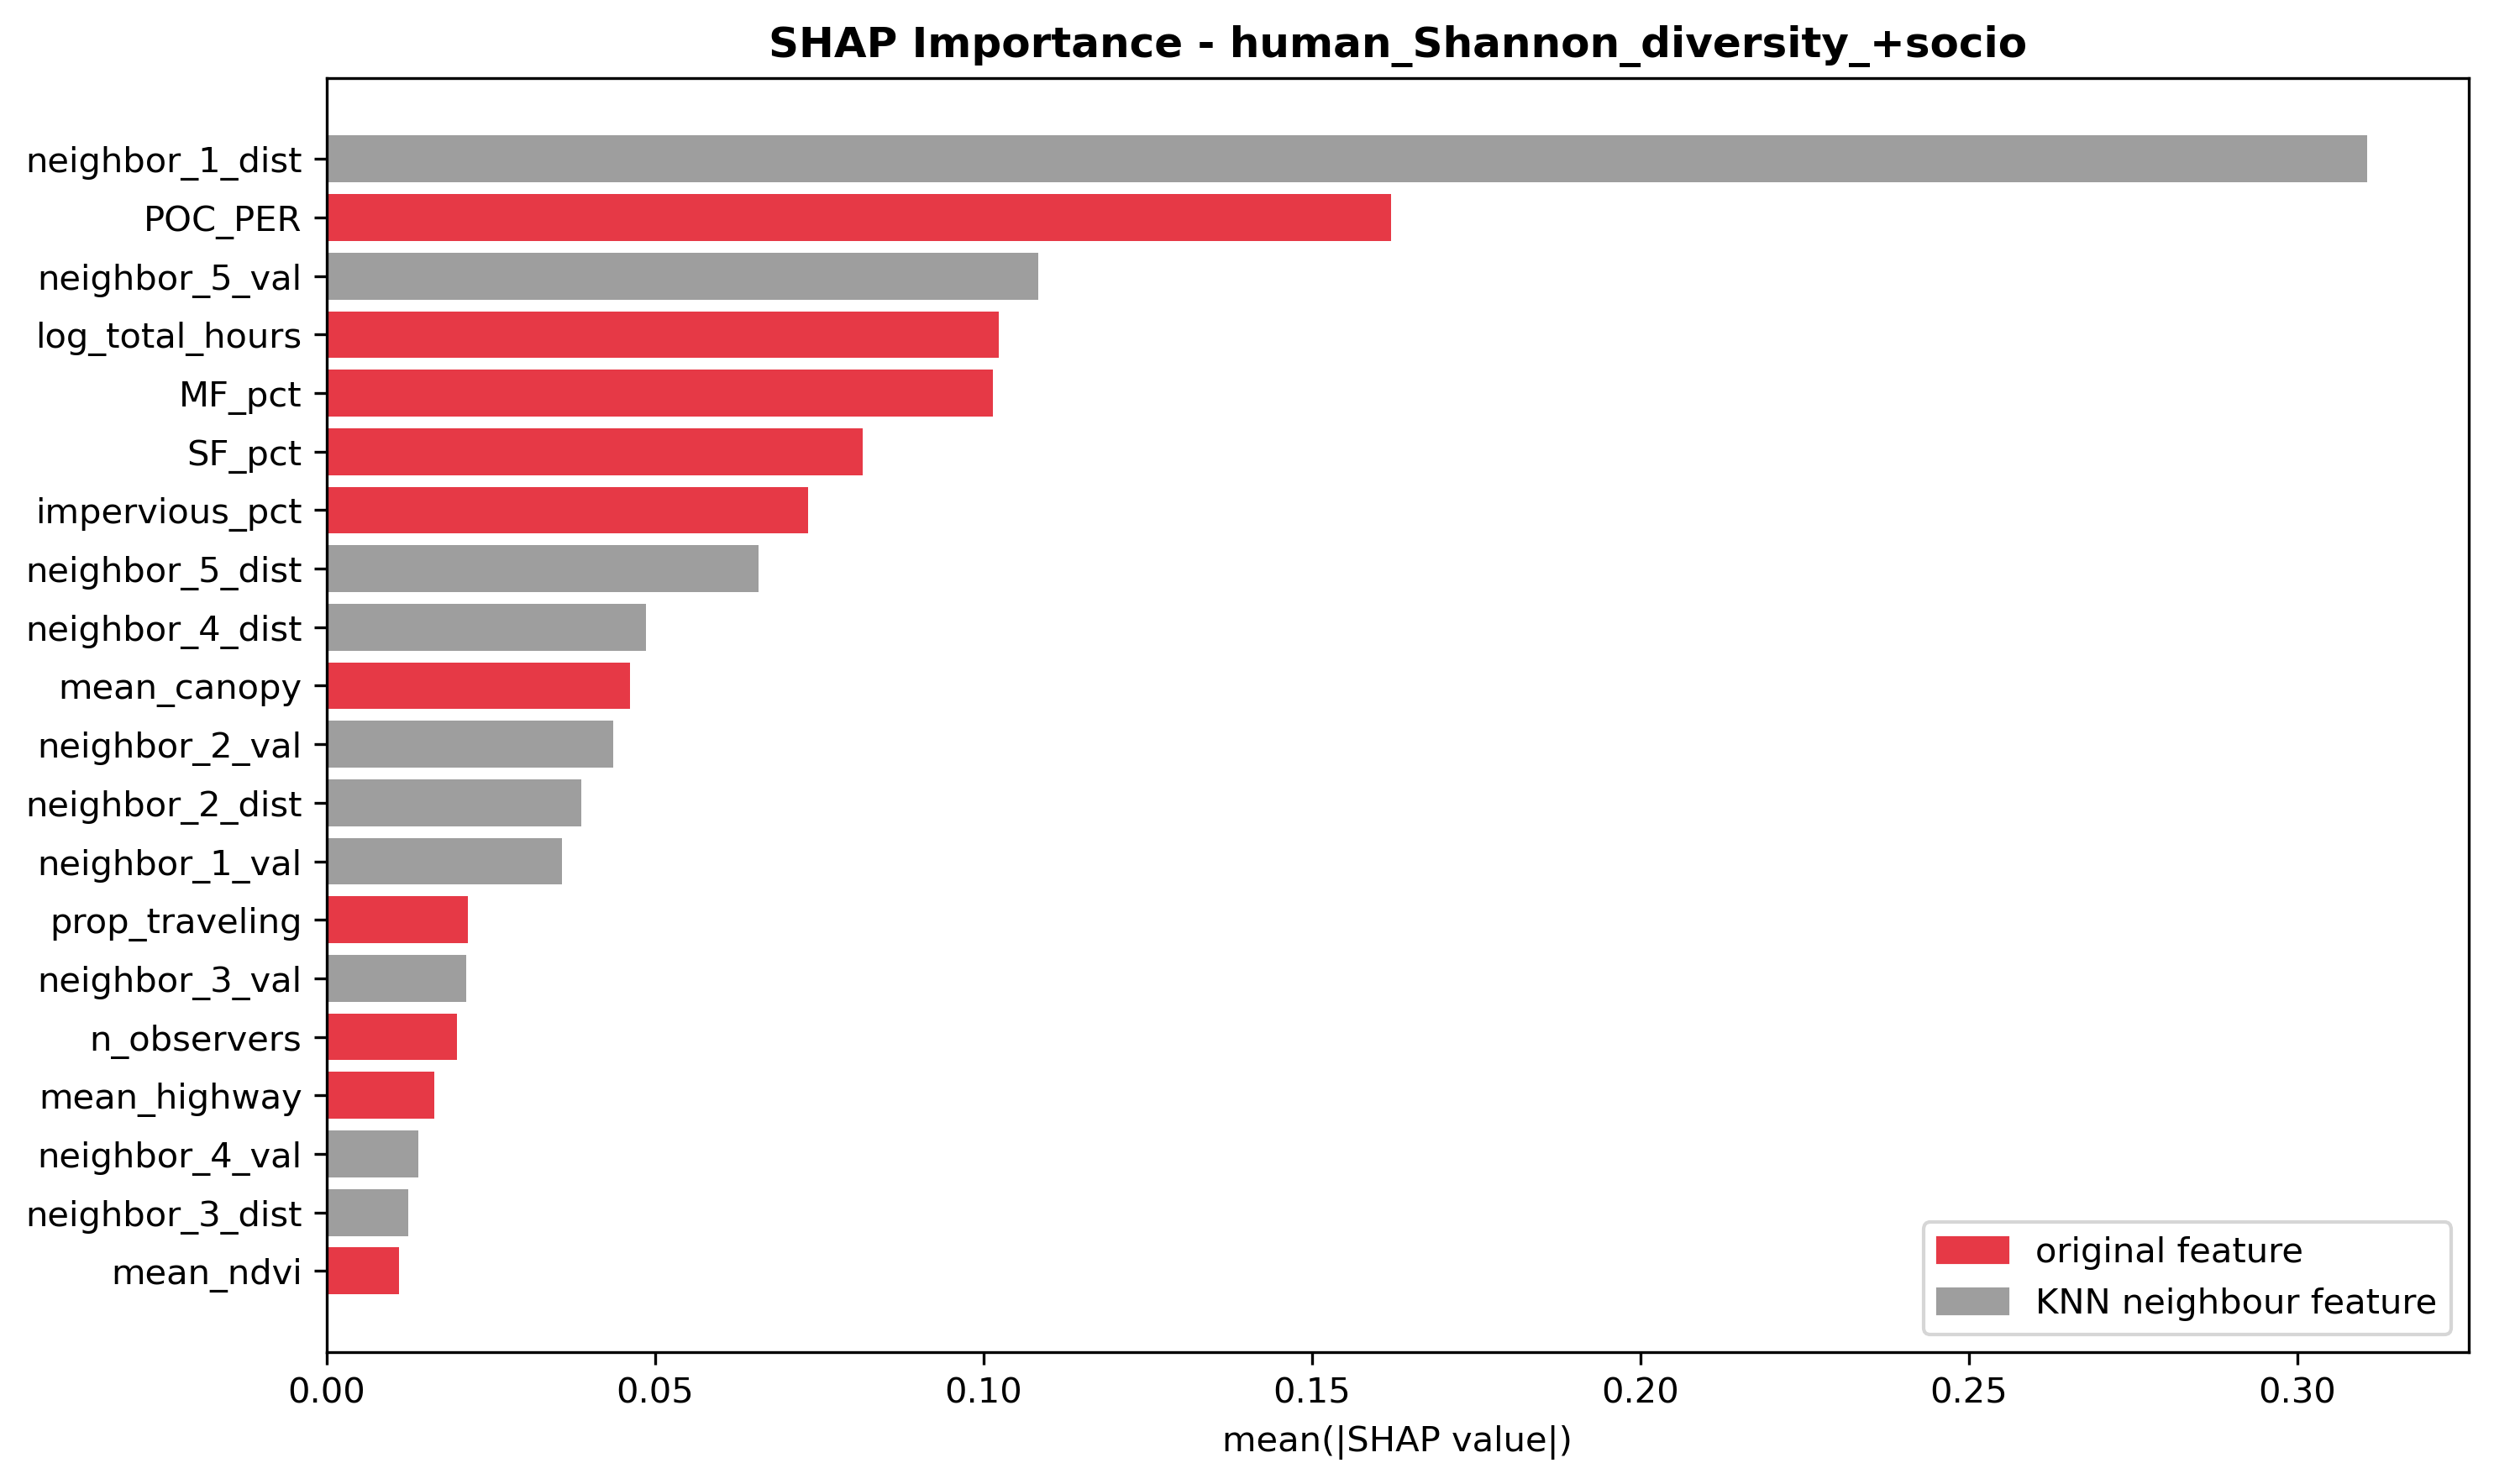 SHAP Importance - human_Shannon_diversity_+socio
neighbor_1_dist
POC_PER
neighbor_5_val
log_total_hours
MF_pct
SF_pct
impervious_pct
neighbor_5_dist
neighbor_4_dist
mean_canopy
neighbor_2_val
neighbor_2_dist
neighbor_1_val
prop_traveling
neighbor_3_val
n_observers
mean_highway
neighbor_4_val
neighbor_3_dist
mean_ndvi
original feature
KNN neighbour feature
0.00 0.05 0.10 0.15 0.20 0.25 0.30
mean(|SHAP value|)